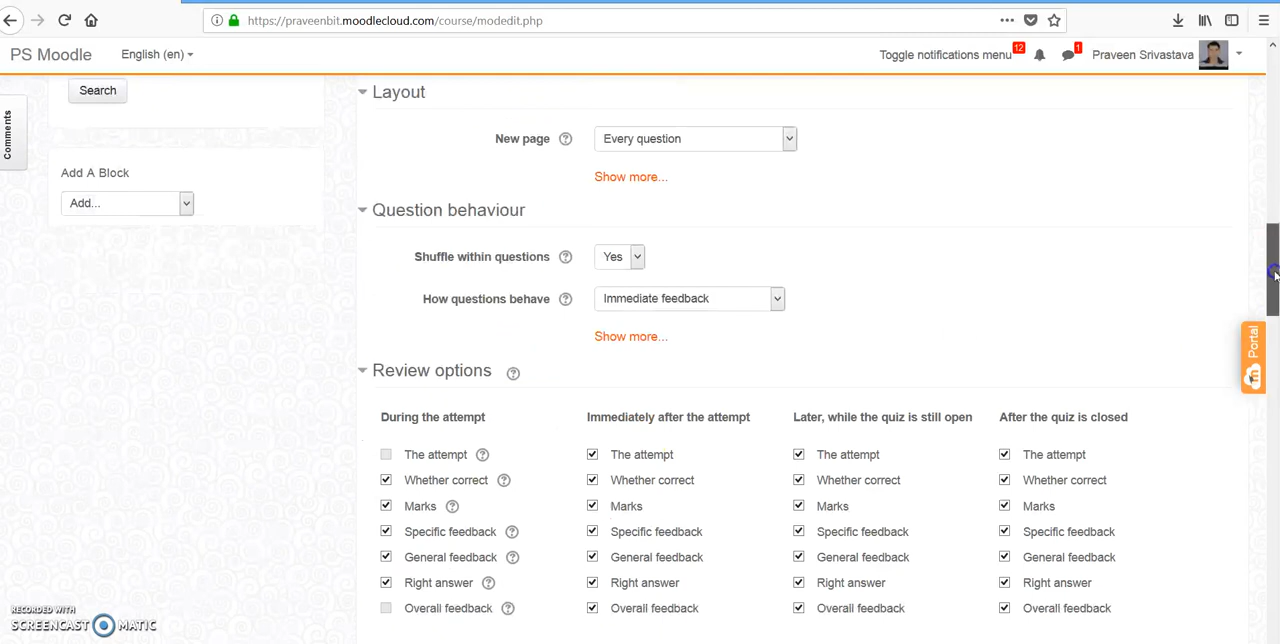 https://praveenbit.moodlecloud.com/course/modedit.php
PS Moodle
English (en)
Toggle notifications menu
12
1
Praveen Srivastava
Search
Comments
Add A Block
Add...
Layout
New page
Every question
Show more...
Question behaviour
Shuffle within questions
Yes
How questions behave
Immediate feedback
Show more...
Portal
Review options
During the attempt Immediately after the attempt Later, while the quiz is still open After the quiz is closed
The attempt The attempt The attempt The attempt
Whether correct Whether correct Whether correct Whether correct
Marks Marks Marks Marks
Specific feedback Specific feedback Specific feedback Specific feedback
General feedback General feedback General feedback General feedback
Right answer Right answer Right answer Right answer
Overall feedback Overall feedback Overall feedback Overall feedback
RECORDED WITH
SCREENCAST MATIC